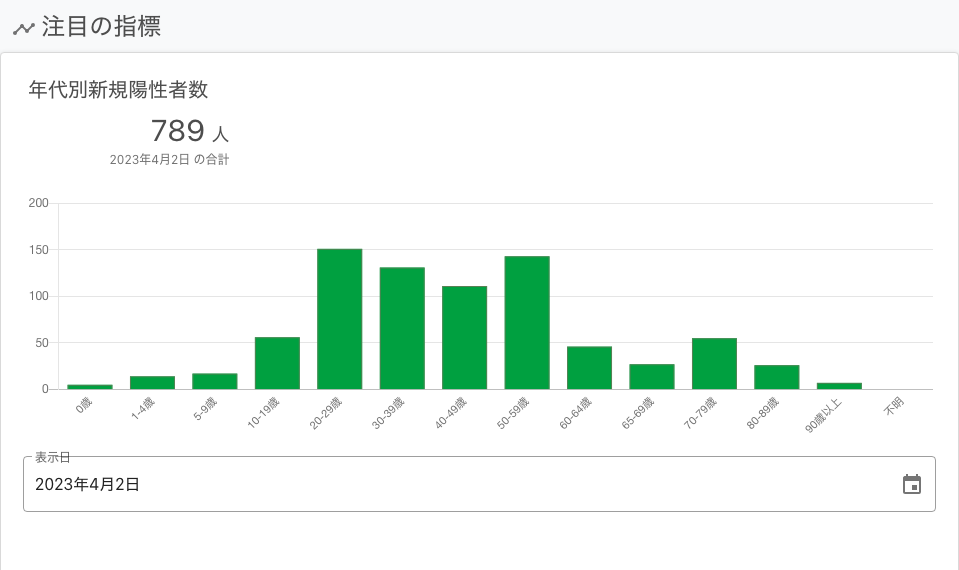 注目の指標
年代別新規陽性者数
789 人
2023年4月2日 の合計
200
150
100
50
0
0歳
1-4歳
5-9歳
10-19歳
20-29歳
30-39歳
40-49歳
50-59歳
60-64歳
65-69歳
70-79歳
80-89歳
90歳以上
不明
表示日
2023年4月2日